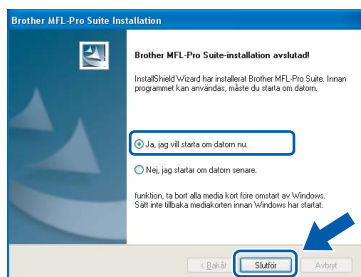 Brother MFL-Pro Suite Installation
Brother MFL-Pro Suite-installation avslutad!
InstallShield Wizard har installerat Brother MFL-Pro Suite. Innan
programmet kan användas, måste du starta om datorn.
Ja, jag vill starta om datorn nu.
Nej, jag startar om datorn senare.
funktion, ta bort alla media kort före omstart av Windows.
Sätt inte tillbaka mediakorten innan Windows har startat.
< Bakåt
Slutför
Avbryt